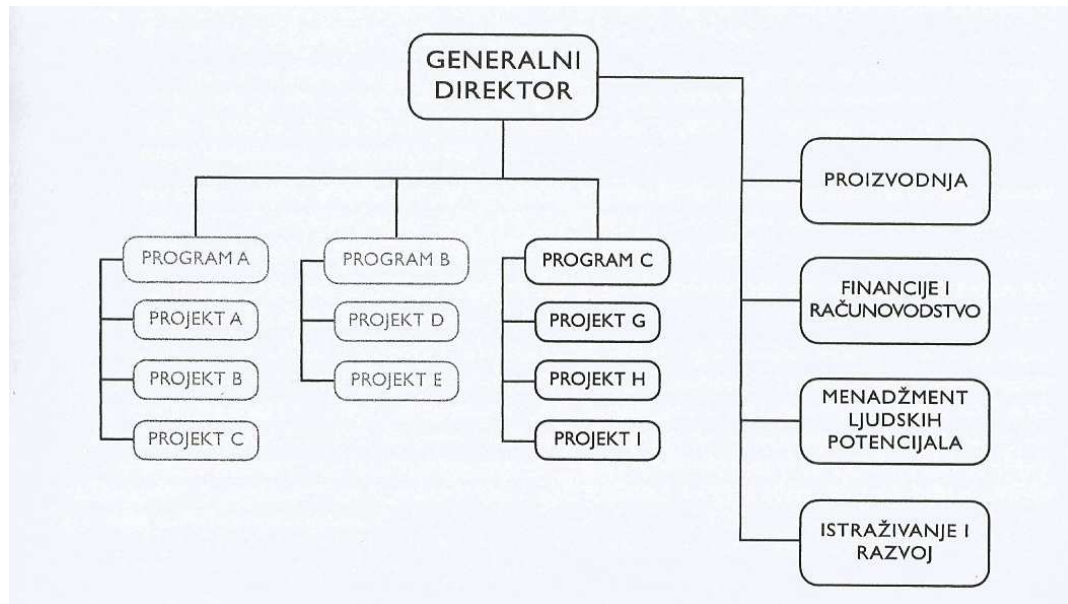 GENERALNI
DIREKTOR
PROIZVODNJA
PROGRAM A
PROGRAM B
PROGRAM C
FINANCIJE I
RAČUNOVODSTVO
PROJEKT A
PROJEKT D
PROJEKT G
PROJEKT B
PROJEKT E
PROJEKT H
MENADŽMENT
LJUDSKIH
POTENCIJALA
PROJEKT C
PROJEKT I
ISTRAŽIVANJE I
RAZVOJ